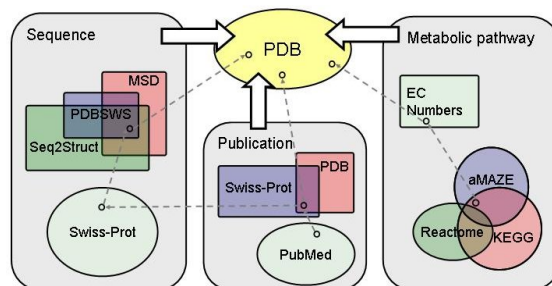 Sequence
PDB
Metabolic pathway
MSD
PDBSWS
Seq2Struct
Swiss-Prot
Publication
PDB
Swiss-Prot
PubMed
EC
Numbers
aMAZE
Reactome
KEGG